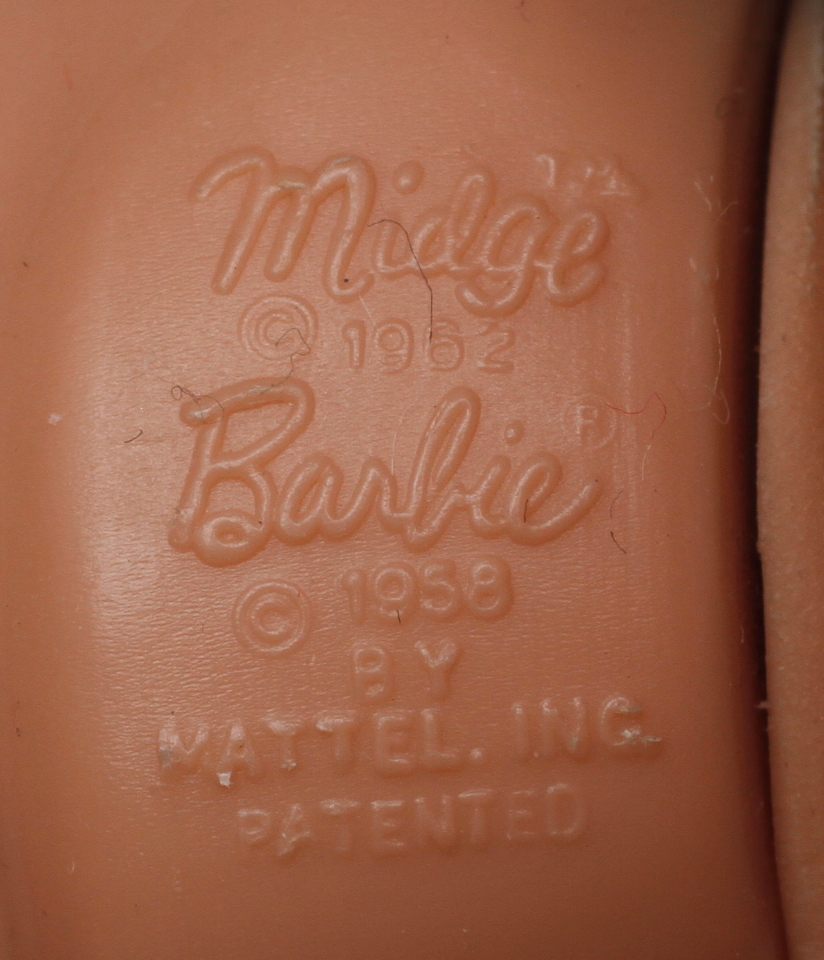 Midge T.M.
© 1962
Barbie ®
© 1958
BY
MATTEL, INC.
PATENTED